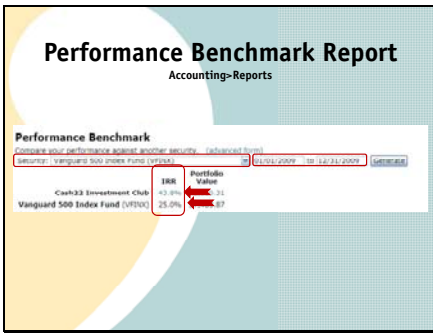 Performance Benchmark Report
Accounting>Reports
Performance Benchmark
Compare your performance against another security. (advanced form)
Security: Vanguard 500 Index Fund (VFINX) 01/01/2009 to 12/31/2009 Generate
IRR Portfolio Value
Cash33 Investment Club 43.8% .31
Vanguard 500 Index Fund (VFINX) 25.0% .87